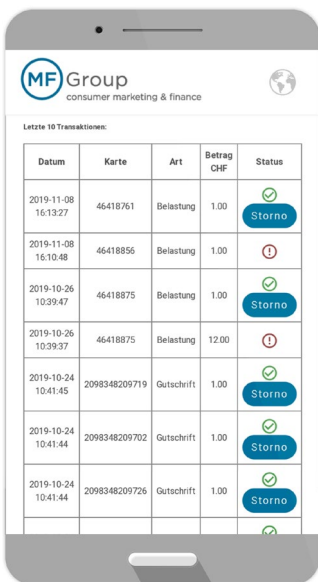 MF Group
consumer marketing & finance
Letzte 10 Transaktionen:
Datum Karte Art Betrag CHF Status
2019-11-08 16:13:27 46418761 Belastung 1.00 Storno
2019-11-08 16:10:48 46418856 Belastung 1.00
2019-10-26 10:39:47 46418875 Belastung 1.00 Storno
2019-10-26 10:39:37 46418875 Belastung 12.00
2019-10-24 10:41:45 2098348209719 Gutschrift 1.00 Storno
2019-10-24 10:41:44 2098348209702 Gutschrift 1.00 Storno
2019-10-24 10:41:44 2098348209726 Gutschrift 1.00 Storno